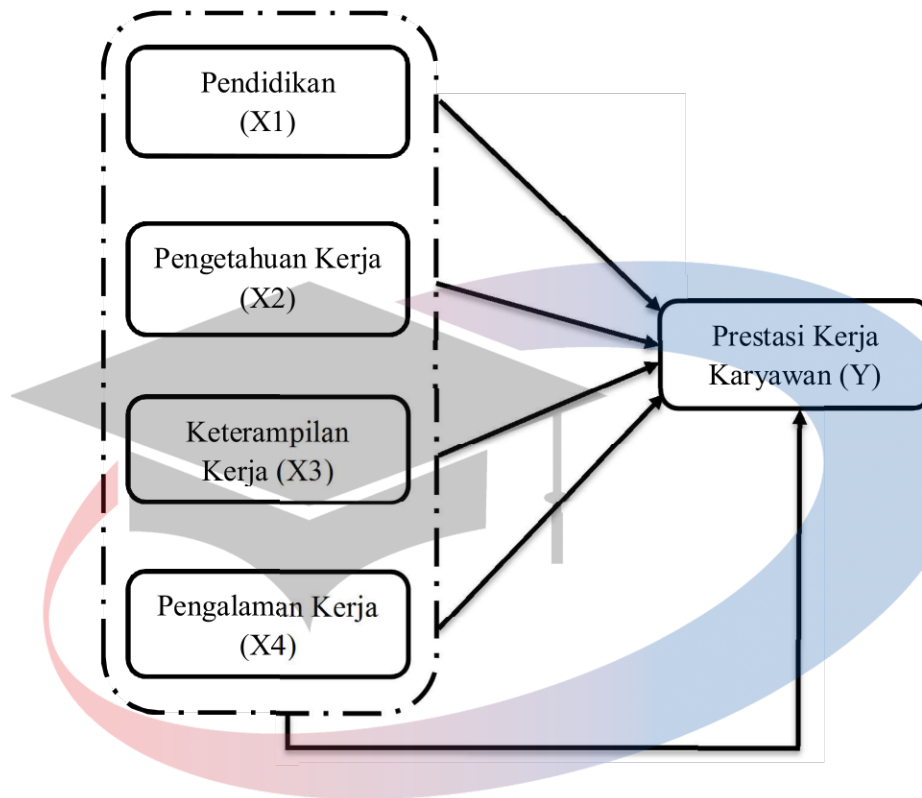 Pendidikan
(X1)
Pengetahuan Kerja
(X2)
Keterampilan
Kerja (X3)
Pengalaman Kerja
(X4)
Prestasi Kerja
Karyawan (Y)